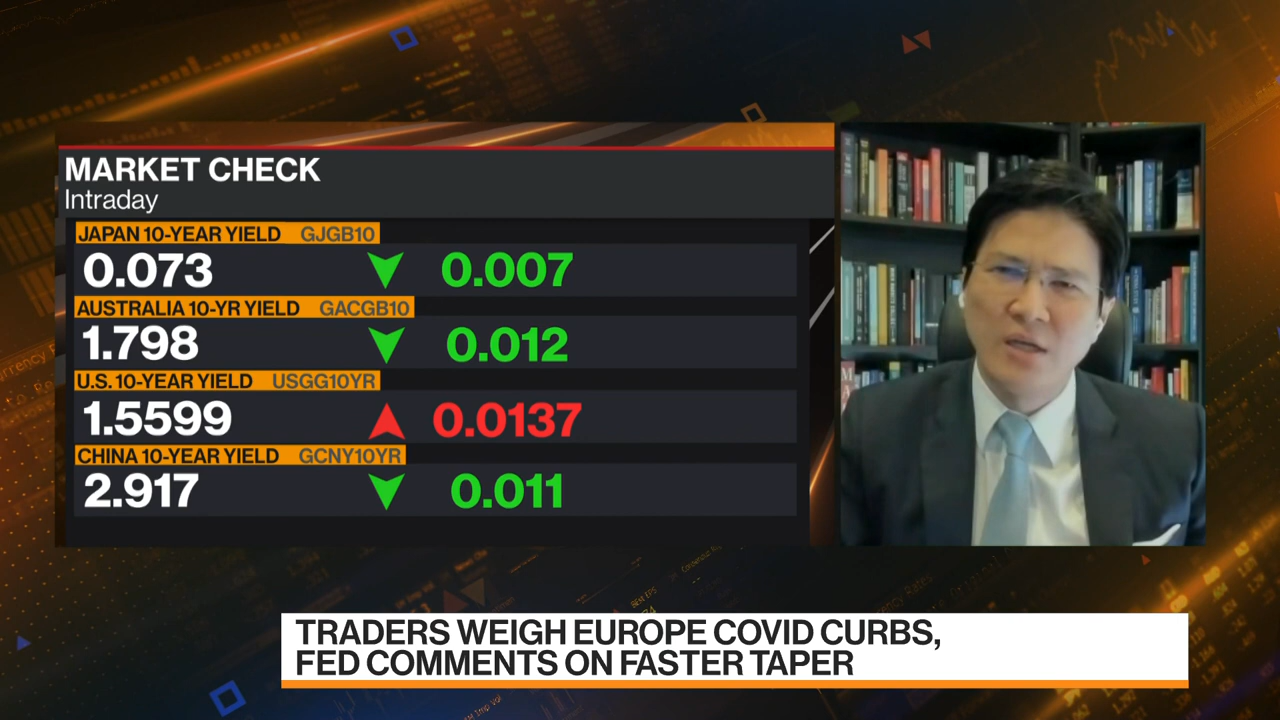 MARKET CHECK
Intraday
JAPAN 10-YEAR YIELD GJGB10
0.073 ▼ 0.007
AUSTRALIA 10-YR YIELD GACGB10
1.798 ▼ 0.012
U.S. 10-YEAR YIELD USGG10YR
1.5599 ▲ 0.0137
CHINA 10-YEAR YIELD GCNY10YR
2.917 ▼ 0.011
TRADERS WEIGH EUROPE COVID CURBS,
FED COMMENTS ON FASTER TAPER